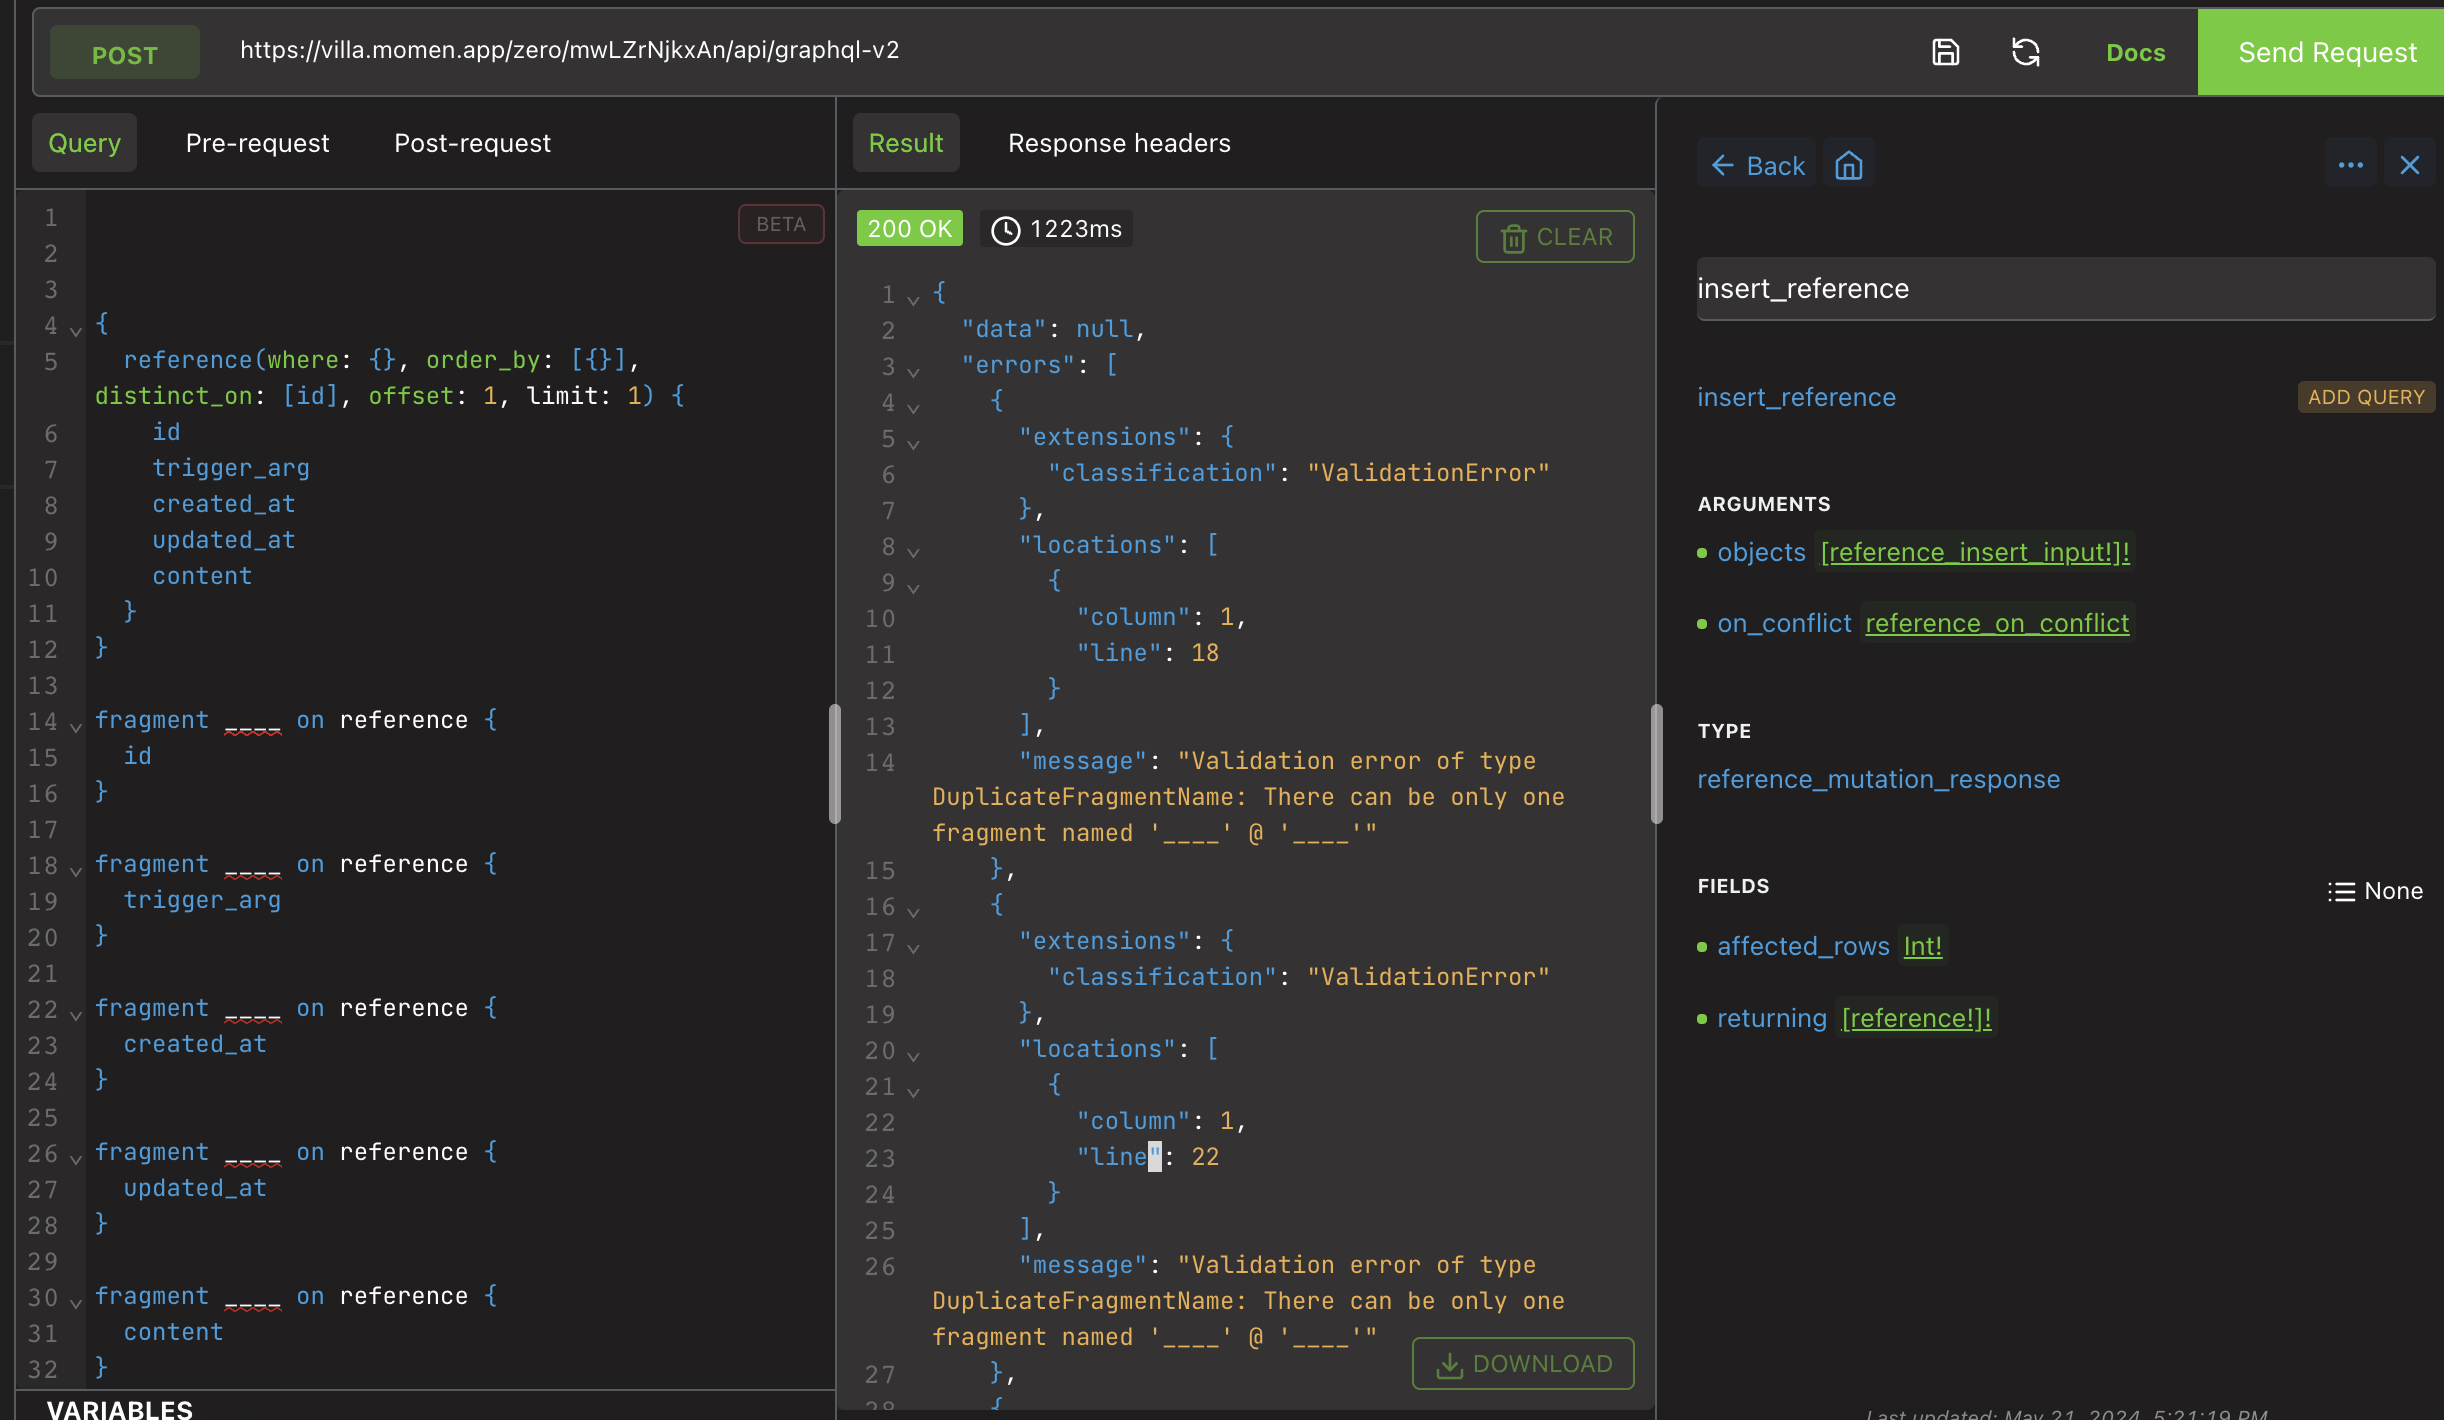 POST
https://villa.momen.app/zero/mwLZrNjkxAn/api/graphql-v2
Docs
Send Request
Query
Pre-request
Post-request
BETA
1
2
3
4 {
5   reference(where: {}, order_by: [{}],
distinct_on: [id], offset: 1, limit: 1) {
6     id
7     trigger_arg
8     created_at
9     updated_at
10     content
11   }
12 }
13
14 fragment ____ on reference {
15   id
16 }
17
18 fragment ____ on reference {
19   trigger_arg
20 }
21
22 fragment ____ on reference {
23   created_at
24 }
25
26 fragment ____ on reference {
27   updated_at
28 }
29
30 fragment ____ on reference {
31   content
32 }
VARIABLES
Result
Response headers
200 OK
1223ms
CLEAR
1 {
2   "data": null,
3   "errors": [
4     {
5       "extensions": {
6         "classification": "ValidationError"
7       },
8       "locations": [
9         {
10           "column": 1,
11           "line": 18
12         }
13       ],
14       "message": "Validation error of type
DuplicateFragmentName: There can be only one
fragment named '____' @ '____'"
15     },
16     {
17       "extensions": {
18         "classification": "ValidationError"
19       },
20       "locations": [
21         {
22           "column": 1,
23           "line": 22
24         }
25       ],
26       "message": "Validation error of type
DuplicateFragmentName: There can be only one
fragment named '____' @ '____'"
27     },
28     {
DOWNLOAD
Back
insert_reference
insert_reference
ADD QUERY
ARGUMENTS
objects [reference_insert_input!]!
on_conflict reference_on_conflict
TYPE
reference_mutation_response
FIELDS
None
affected_rows Int!
returning [reference!]!
Last updated: May 21, 2024, 5:21:19 PM